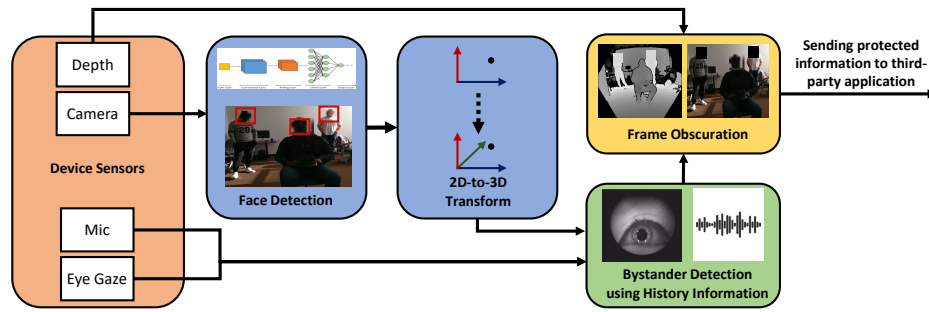 Depth
Camera
Device Sensors
Mic
Eye Gaze
Face Detection
2D-to-3D
Transform
Frame Obscuration
Bystander Detection
using History Information
Sending protected
information to third-
party application